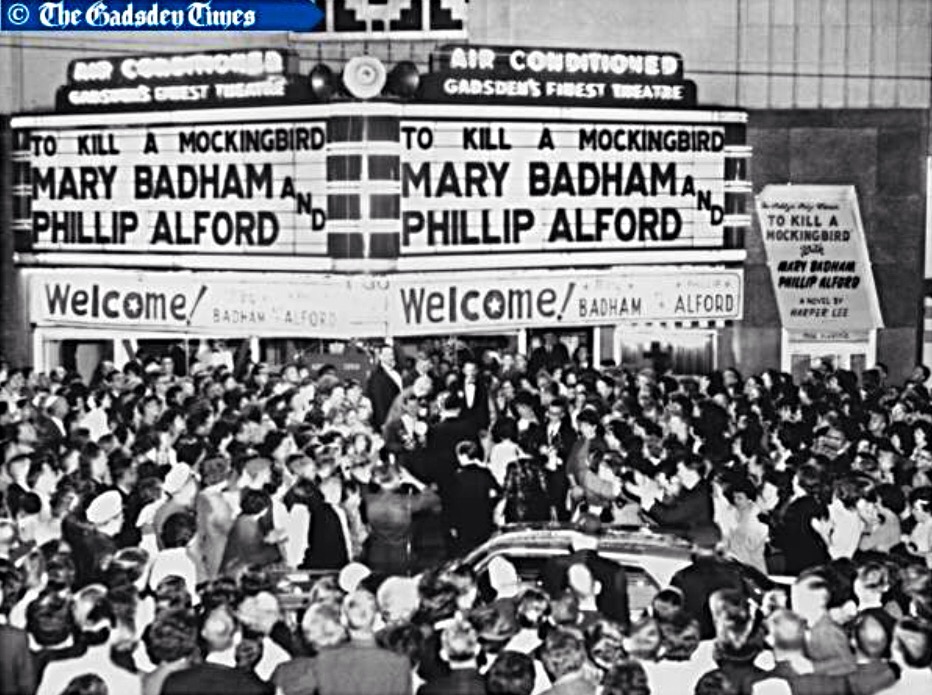 © The Gadsden Times
AIR CONDITIONED
GADSDEN'S FINEST THEATRE
AIR CONDITIONED
GADSDEN'S FINEST THEATRE
TO KILL A MOCKINGBIRD
MARY BADHAM AND
PHILLIP ALFORD
TO KILL A MOCKINGBIRD
MARY BADHAM AND
PHILLIP ALFORD
Welcome!
BADHAM ALFORD
Welcome!
BADHAM
ALFORD
TO KILL A
MOCKINGBIRD
With
MARY BADHAM
PHILLIP ALFORD
A NOVEL BY
HARPER LEE